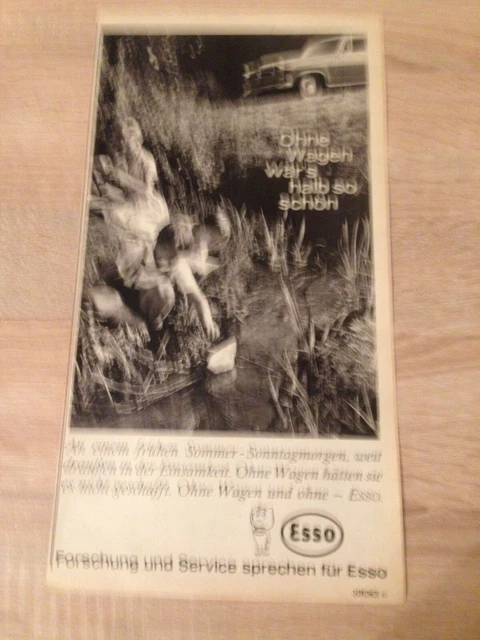 Ohne
Wagen
wär's
halb so
schön
An einem frühen Sommer-Sonntagmorgen, weit
draußen in der Einsamkeit. Ohne Wagen hätten sie
es nicht geschafft. Ohne Wagen und ohne – Esso.
Esso
Forschung und Service sprechen für Esso